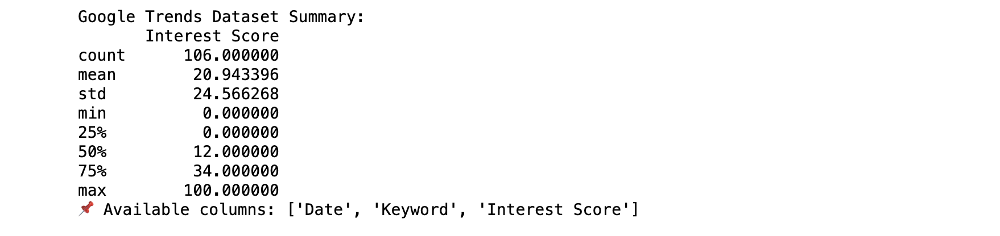 Google Trends Dataset Summary:
       Interest Score
count      106.000000
mean        20.943396
std         24.566268
min          0.000000
25%          0.000000
50%         12.000000
75%         34.000000
max        100.000000
📌 Available columns: ['Date', 'Keyword', 'Interest Score']